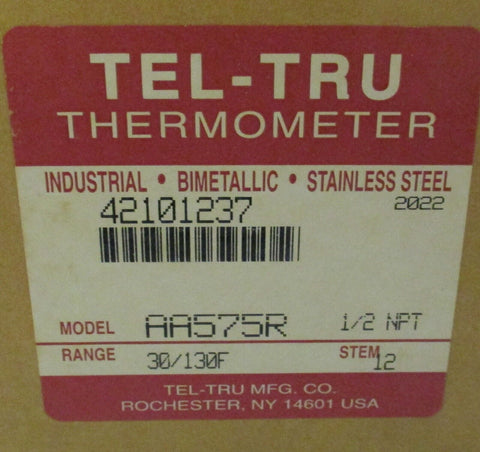 TEL-TRU
THERMOMETER
INDUSTRIAL • BIMETALLIC • STAINLESS STEEL
42101237 2022
MODEL AA575R 1/2 NPT
RANGE 30/130F STEM 12
TEL-TRU MFG. CO.
ROCHESTER, NY 14601 USA